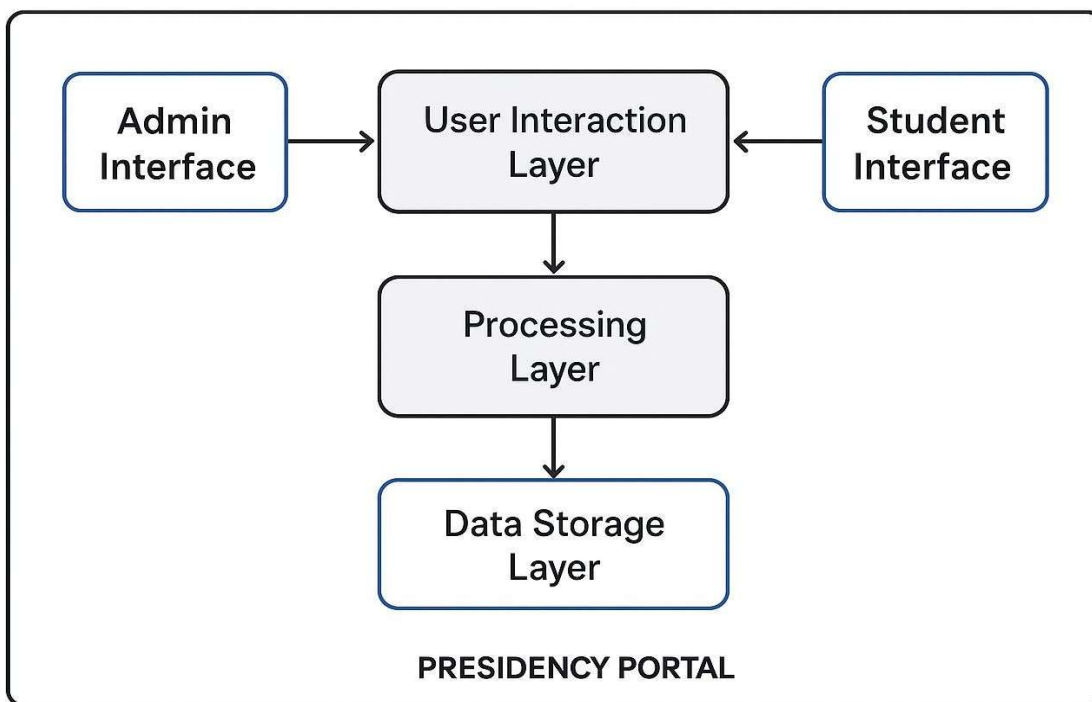 Admin
Interface
User Interaction
Layer
Student
Interface
Processing
Layer
Data Storage
Layer
PRESIDENCY PORTAL